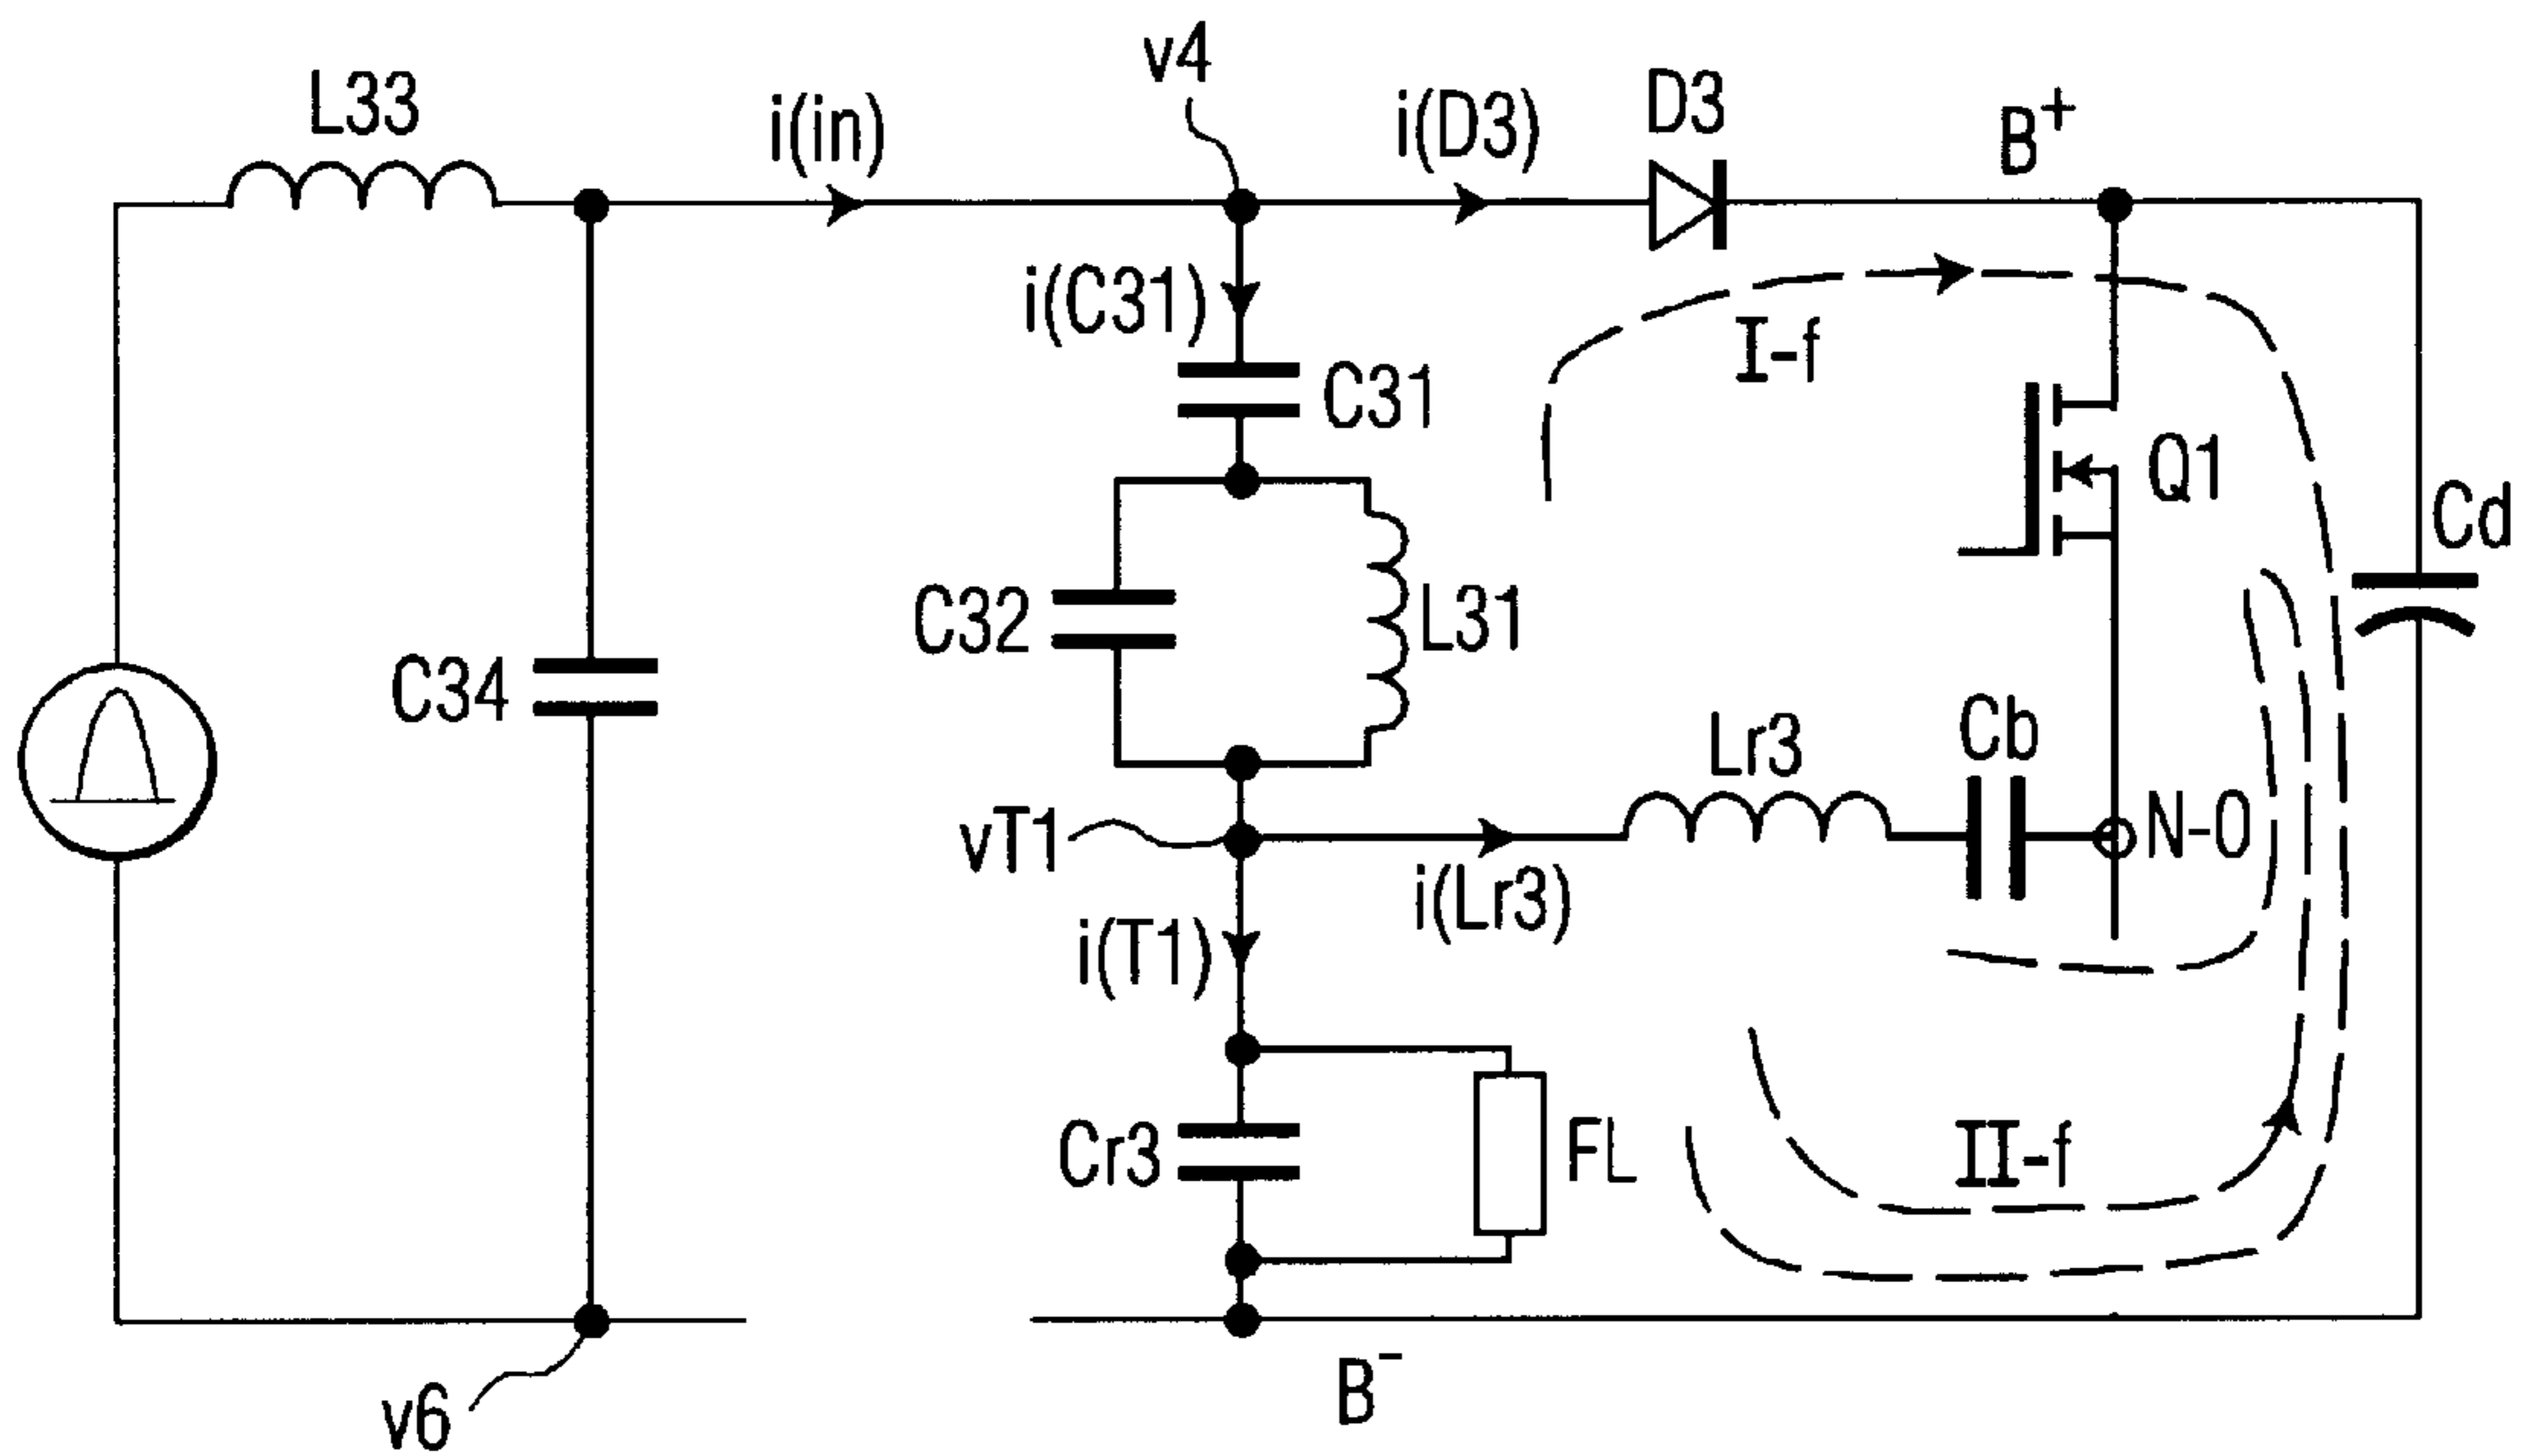 v4
L33
i(in)
i(D3)
D3
B+
i(C31)
I-f
C31
Q1
Cd
C32
L31
C34
Lr3
Cb
vT1
N-0
i(Lr3)
i(T1)
Cr3
FL
II-f
B-
v6